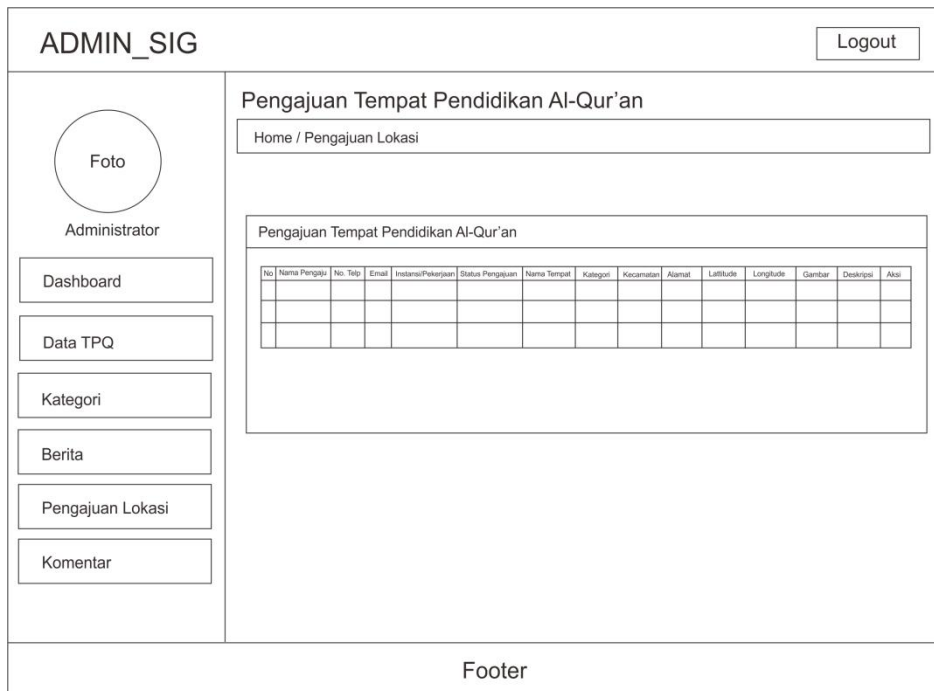 ADMIN_SIG
Logout
Foto
Administrator
Dashboard
Data TPQ
Kategori
Berita
Pengajuan Lokasi
Komentar
Pengajuan Tempat Pendidikan Al-Qur’an
Home / Pengajuan Lokasi
Pengajuan Tempat Pendidikan Al-Qur’an
No Nama Pengaju No. Telp Email Instansi/Pekerjaan Status Pengajuan Nama Tempat Kategori Kecamatan Alamat Lattitude Longitude Gambar Deskripsi Aksi
Footer